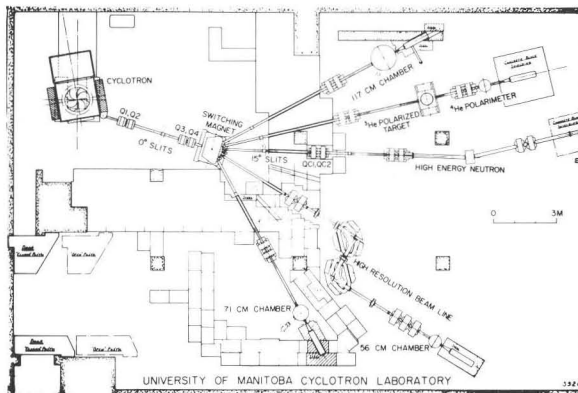 CYCLOTRON
Q1,Q2
0° SLITS
Q3,Q4
SWITCHING
MAGNET
15° SLITS
QC1,QC2
117 CM CHAMBER
³He POLARIZED
TARGET
⁴He POLARIMETER
HIGH ENERGY NEUTRON
0 3M
HIGH RESOLUTION BEAM LINE
71 CM CHAMBER
56 CM CHAMBER
UNIVERSITY OF MANITOBA CYCLOTRON LABORATORY